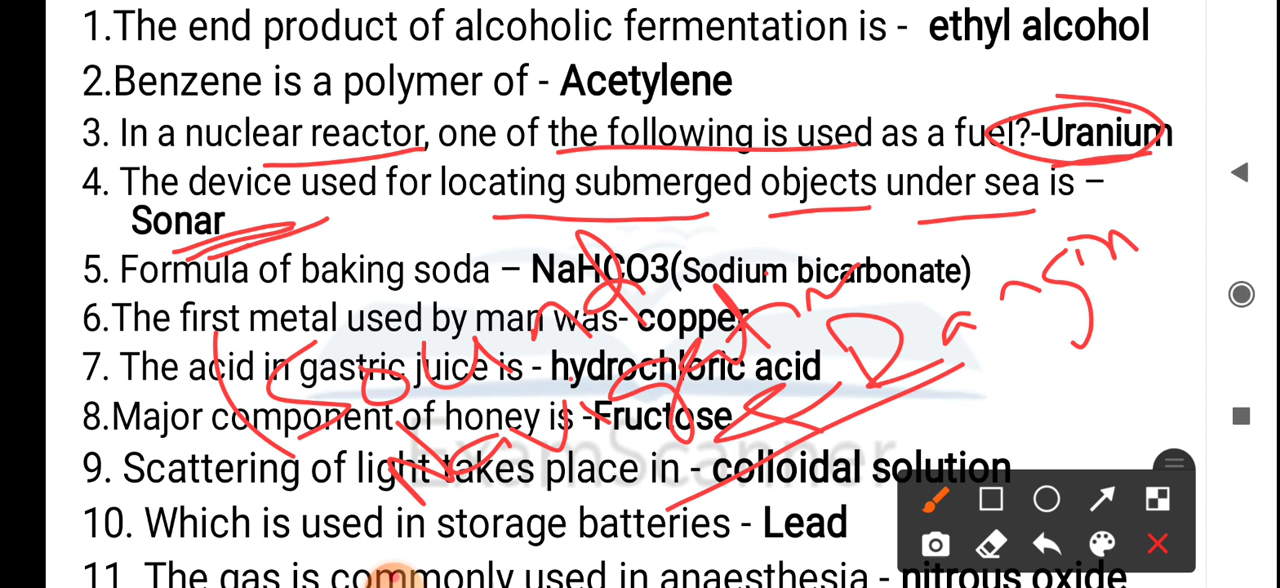 1.The end product of alcoholic fermentation is - ethyl alcohol
2.Benzene is a polymer of - Acetylene
3. In a nuclear reactor, one of the following is used as a fuel?-Uranium
4. The device used for locating submerged objects under sea is –
Sonar
5. Formula of baking soda – NaHCO3(Sodium bicarbonate)
6.The first metal used by man was- copper
7. The acid in gastric juice is - hydrochloric acid
8.Major component of honey is -Fructose
9. Scattering of light takes place in - colloidal solution
10. Which is used in storage batteries - Lead
11. The gas is commonly used in anaesthesia - nitrous oxide
Sound
Navigation
ExamScanner